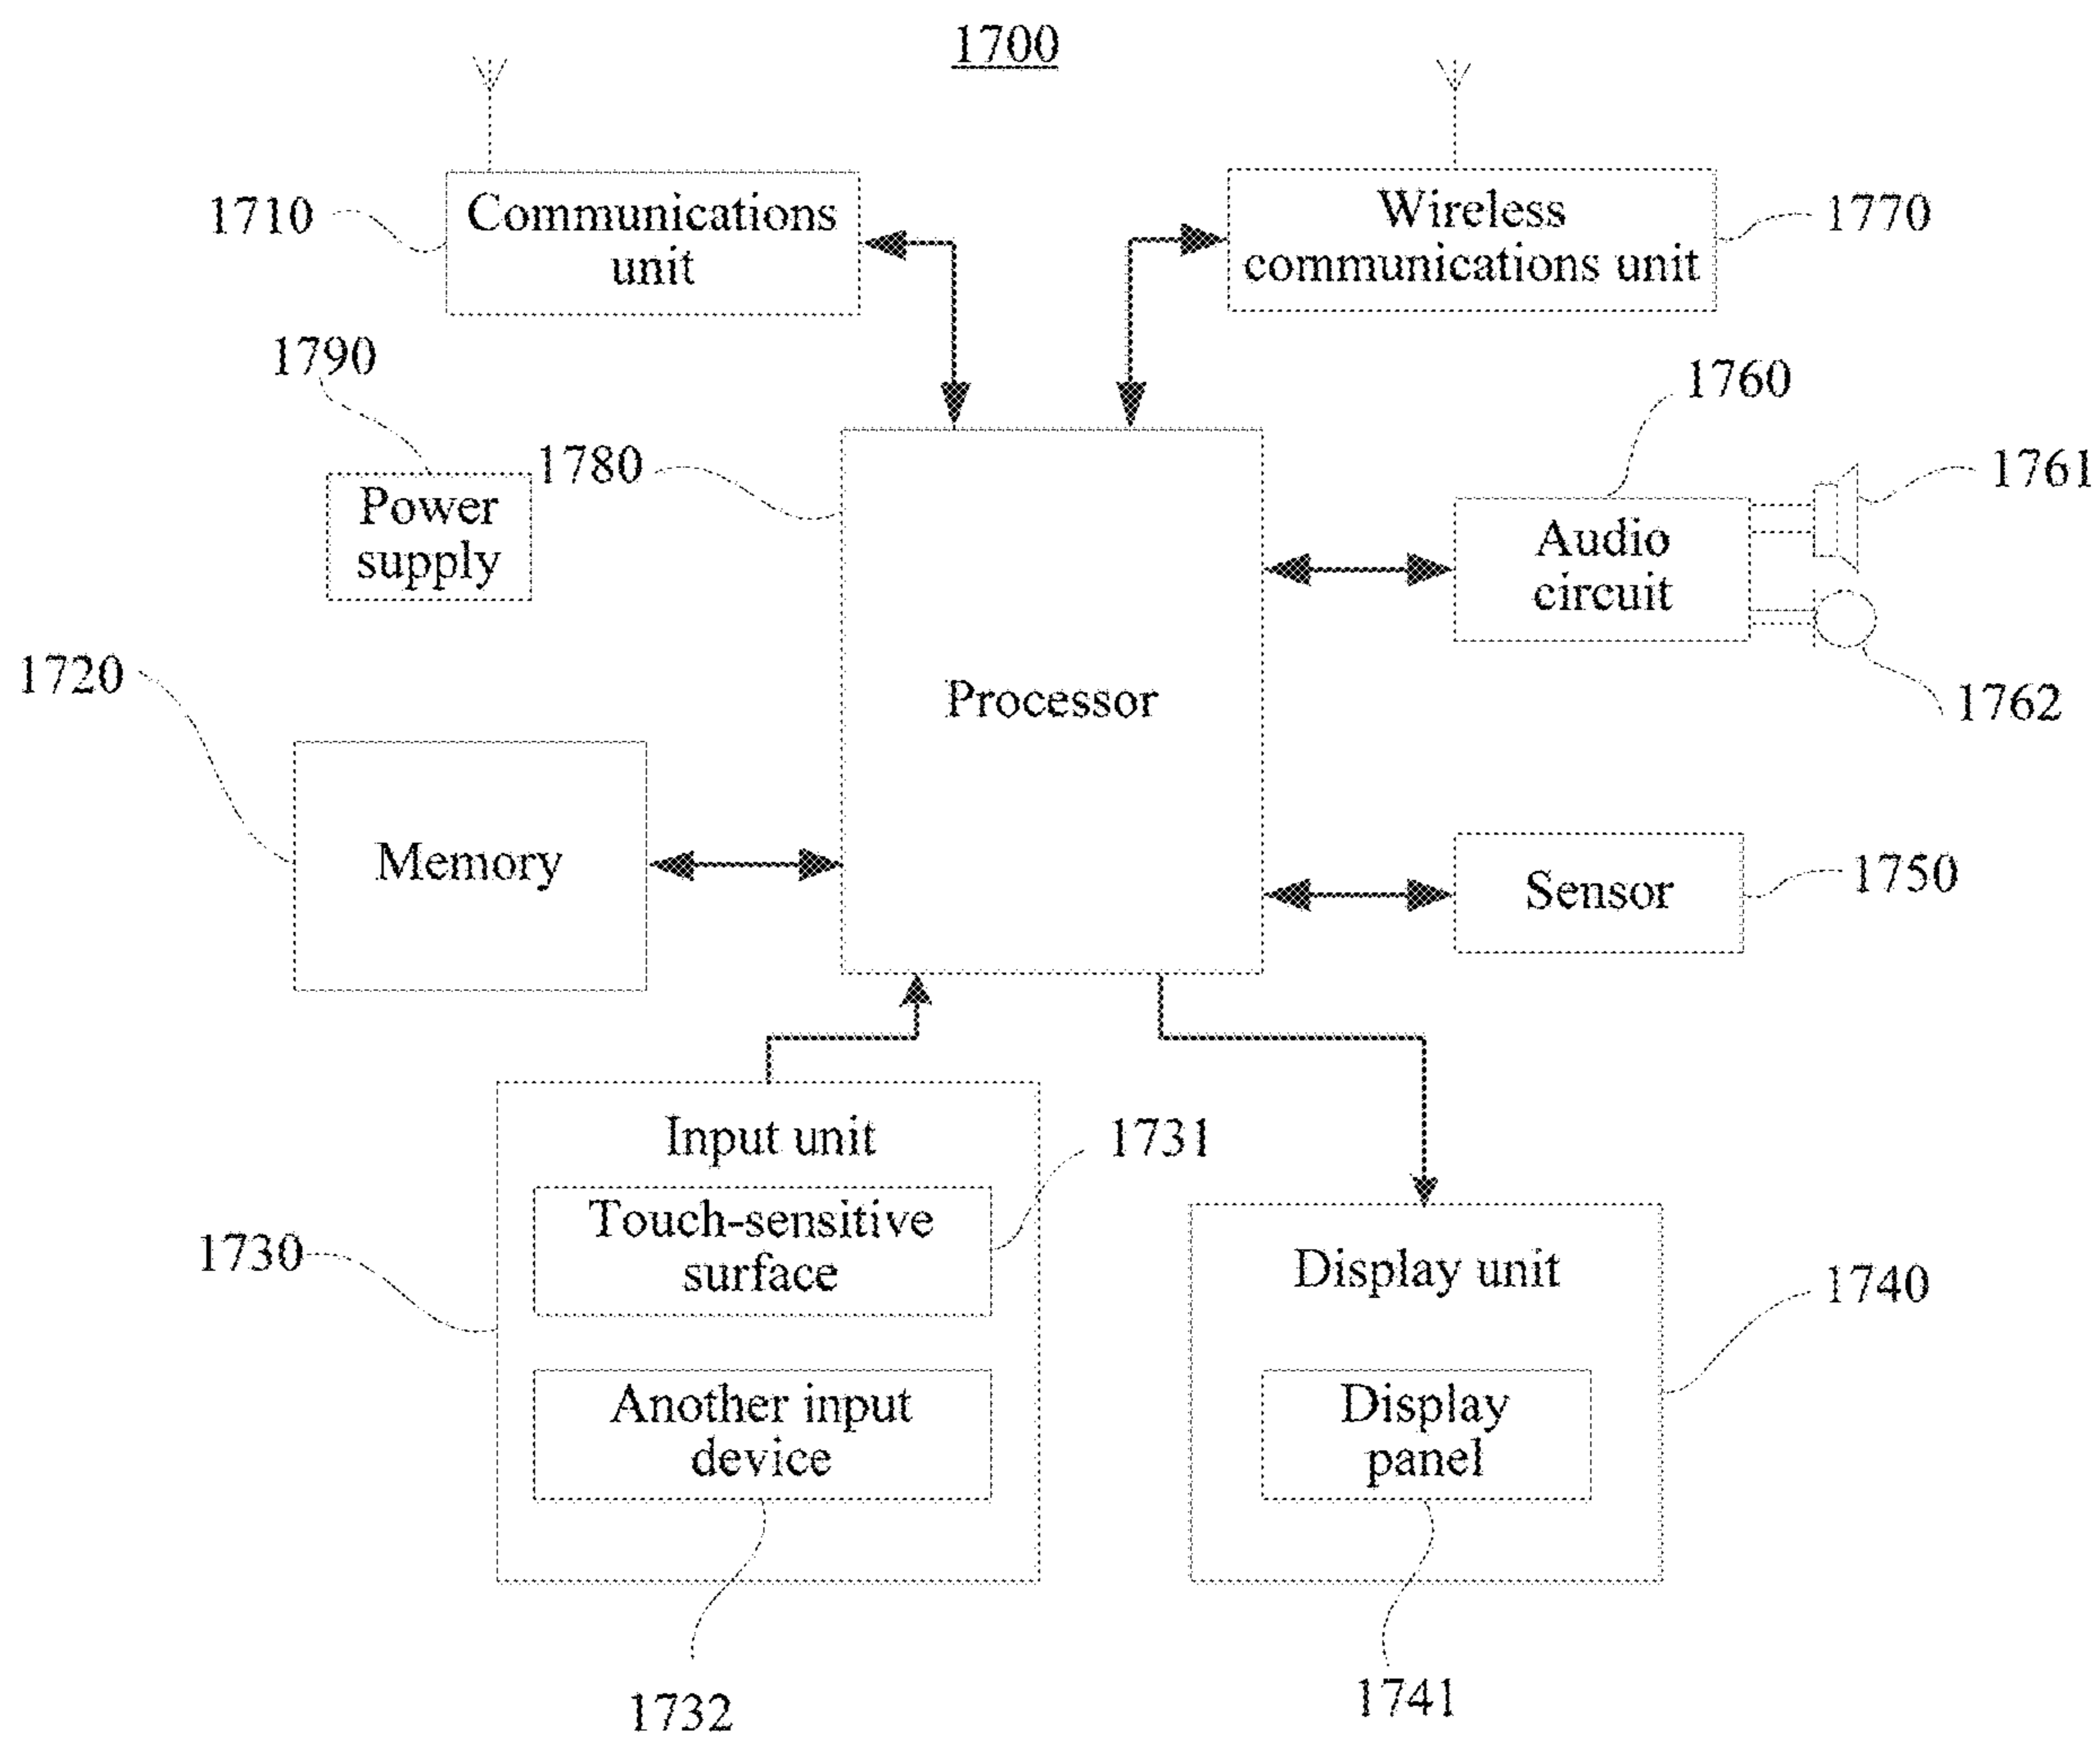 1700
1710
Communications
unit
Wireless
communications unit
1770
1790
1760
1780
1761
Power
supply
Audio
circuit
1720
Processor
1762
Memory
Sensor
1750
Input unit
1731
Touch-sensitive
surface
1730
Display unit
1740
Another input
device
Display
panel
1732
1741